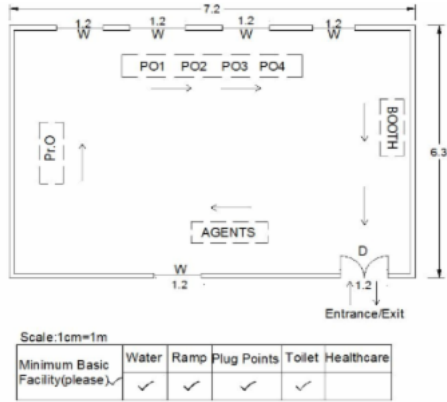 7.2
1.2 1.2 1.2 1.2
W W W W
PO1 PO2 PO3 PO4
Pr.O
BOOTH
6.3
AGENTS
W
1.2
D
1.2
Entrance/Exit
Scale:1cm=1m
Minimum Basic Facility(please)✓ Water Ramp Plug Points Toilet Healthcare
✓ ✓ ✓ ✓